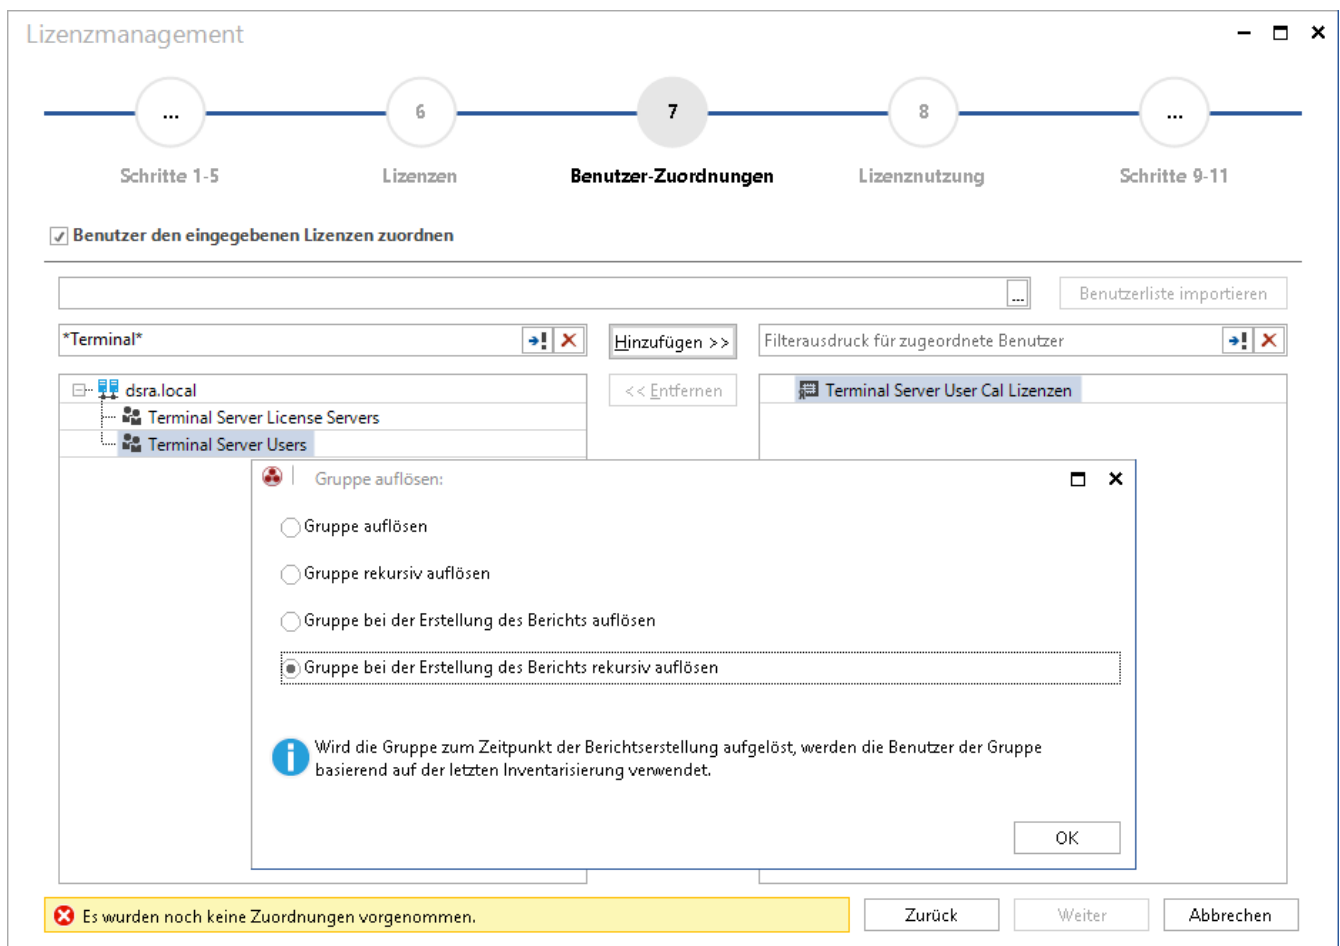 Lizenzmanagement
... 6 7 8 ...
Schritte 1-5 Lizenzen Benutzer-Zuordnungen Lizenznutzung Schritte 9-11
Benutzer den eingegebenen Lizenzen zuordnen
... Benutzerliste importieren
*Terminal* Hinzufügen >> Filterausdruck für zugeordnete Benutzer
dsra.local << Entfernen Terminal Server User Cal Lizenzen
Terminal Server License Servers
Terminal Server Users
Gruppe auflösen:
Gruppe auflösen
Gruppe rekursiv auflösen
Gruppe bei der Erstellung des Berichts auflösen
Gruppe bei der Erstellung des Berichts rekursiv auflösen
Wird die Gruppe zum Zeitpunkt der Berichtserstellung aufgelöst, werden die Benutzer der Gruppe
basierend auf der letzten Inventarisierung verwendet.
OK
Es wurden noch keine Zuordnungen vorgenommen. Zurück Weiter Abbrechen